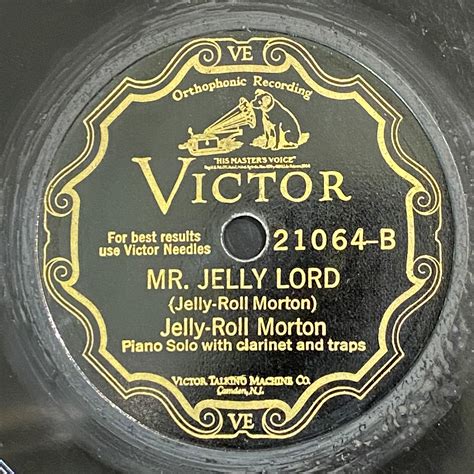 VE
Orthophonic Recording
"HIS MASTER'S VOICE"
VICTOR
For best results
use Victor Needles
21064-B
MR. JELLY LORD
(Jelly-Roll Morton)
Jelly-Roll Morton
Piano Solo with clarinet and traps
VICTOR TALKING MACHINE CO.
Camden, N.J.
VE